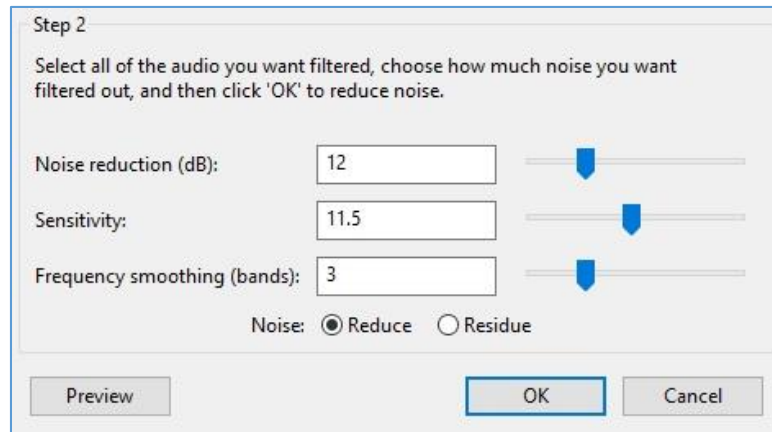 Step 2
Select all of the audio you want filtered, choose how much noise you want
filtered out, and then click 'OK' to reduce noise.
Noise reduction (dB): 12
Sensitivity: 11.5
Frequency smoothing (bands): 3
Noise: Reduce Residue
Preview OK Cancel